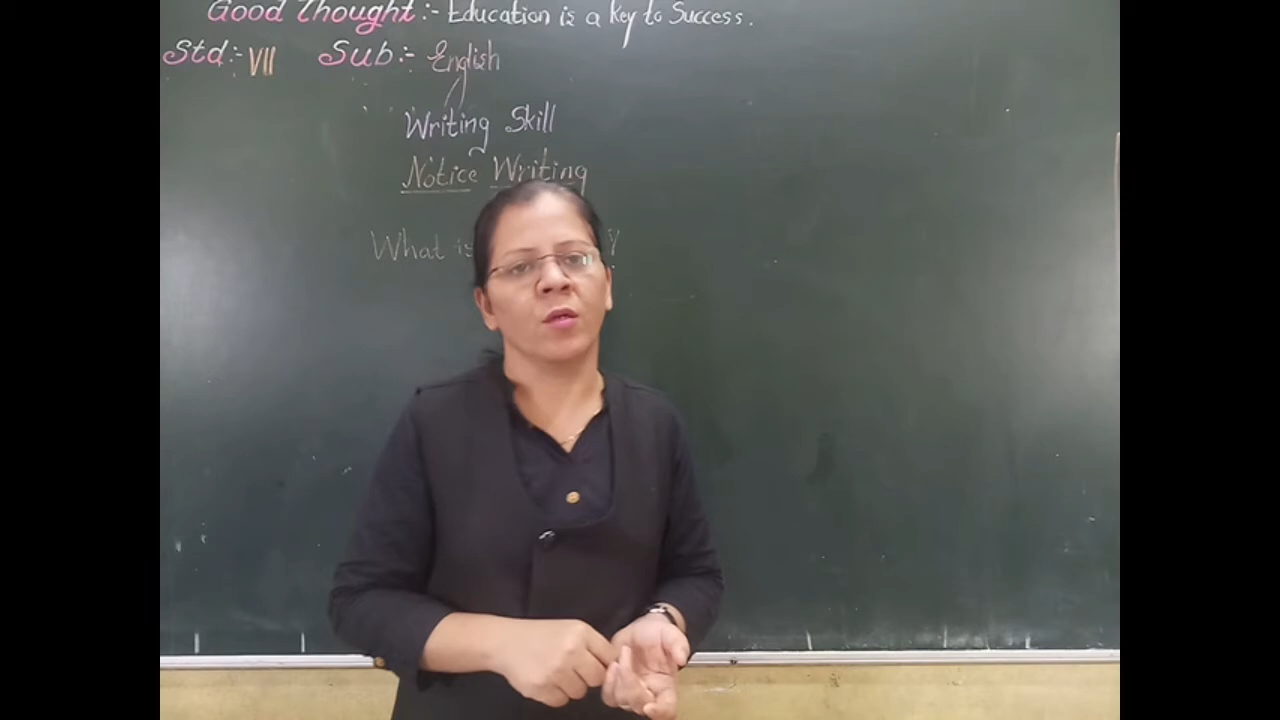 Good Thought :- Education is a key to Success.
Std :- VII Sub :- English
Writing Skill
Notice Writing
What is ?